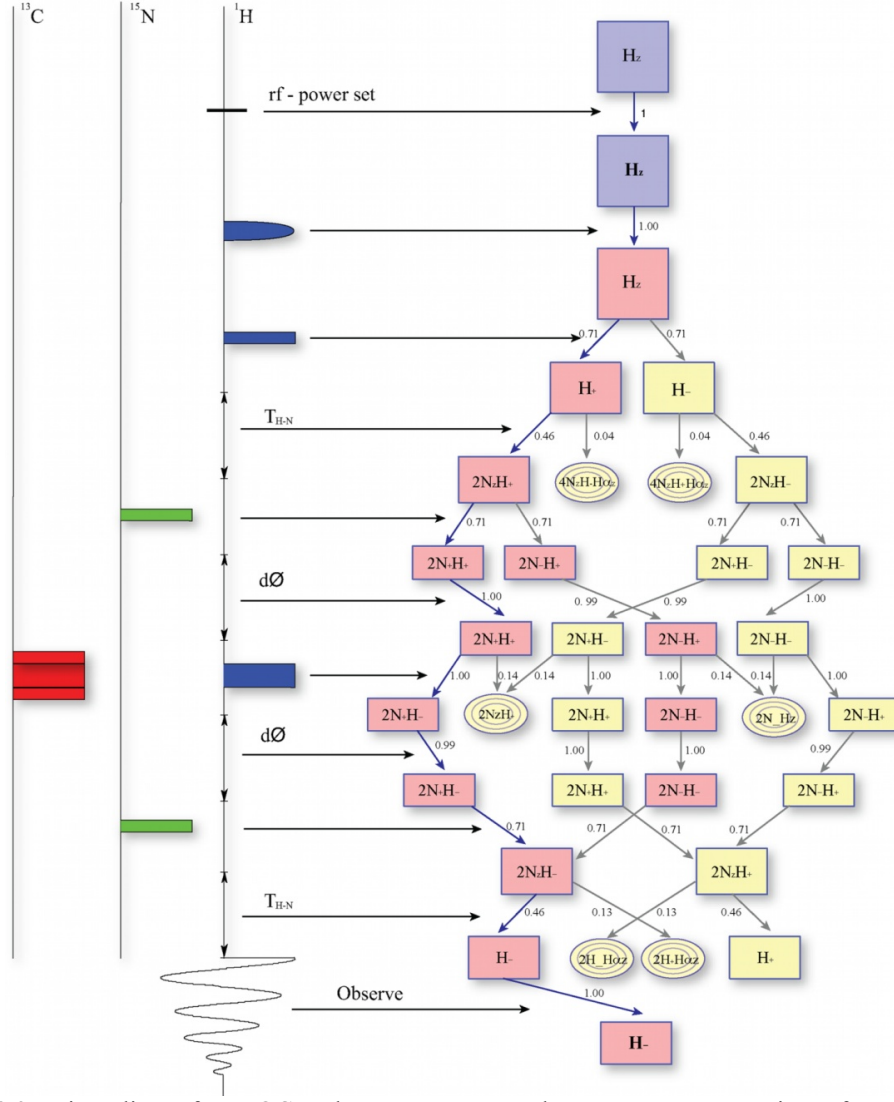 13C 15N 1H
Hz
rf - power set
1
Hz
1.00
Hz
0.71 0.71
H+ H-
TH-N
0.46 0.04 0.04 0.46
2NzH+ 4NzH-Hαz 4NzH+Hαz 2NzH-
0.71 0.71 0.71 0.71
2N+H+ 2N-H+ 2N+H- 2N-H-
dØ
1.00 0.99 0.99 1.00
2N+H+ 2N+H- 2N-H+ 2N-H-
1.00 0.14 0.14 1.00 1.00 0.14 0.14 1.00
2N+H- 2NzH+ 2N+H+ 2N-H- 2N_Hz 2N-H+
dØ
0.99 1.00 1.00 0.99
2N+H- 2N+H+ 2N-H- 2N-H+
0.71 0.71 0.71 0.71
2NzH- 2NzH+
TH-N
0.46 0.13 0.13 0.46
H- 2H_Hαz 2H-Hαz H+
Observe
1.00
H-